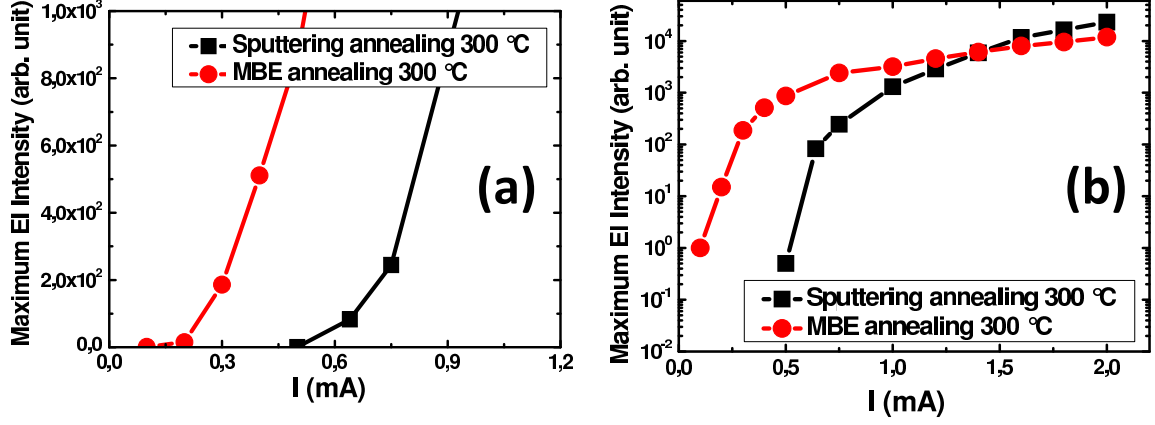 Maximum EI Intensity (arb. unit)
1,0x10³
8,0x10²
6,0x10²
4,0x10²
2,0x10²
0,0
Sputtering annealing 300 °C
MBE annealing 300 °C
(a)
0,0 0,3 0,6 0,9 1,2
I (mA)
Maximum EI Intensity (arb. unit)
10⁴
10³
10²
10¹
10⁰
10⁻¹
10⁻²
(b)
Sputtering annealing 300 °C
MBE annealing 300 °C
0,0 0,5 1,0 1,5 2,0
I (mA)